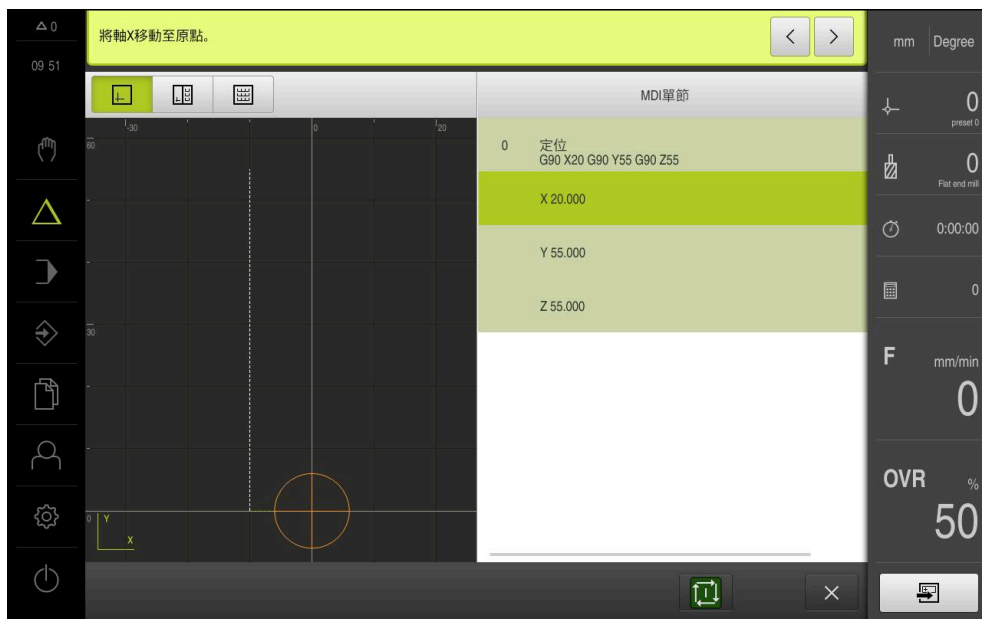 0
09 51
將軸X移動至原點。
MDI單節
-30
0
20
60
30
0
Y
X
0 定位
G90 X20 G90 Y55 G90 Z55
X 20.000
Y 55.000
Z 55.000
mm Degree
0
preset 0
0
Flat end mill
0:00:00
0
F mm/min
0
OVR %
50